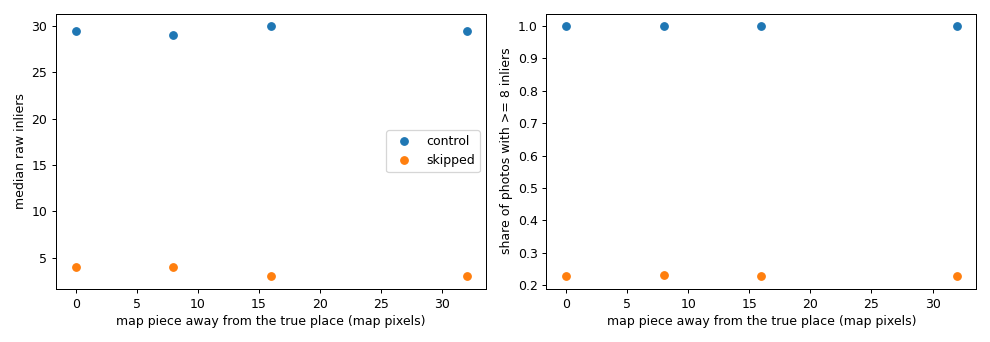 median raw inliers
30
25
20
15
10
5
0 5 10 15 20 25 30
map piece away from the true place (map pixels)
control
skipped
share of photos with >= 8 inliers
1.0
0.9
0.8
0.7
0.6
0.5
0.4
0.3
0.2
0 5 10 15 20 25 30
map piece away from the true place (map pixels)